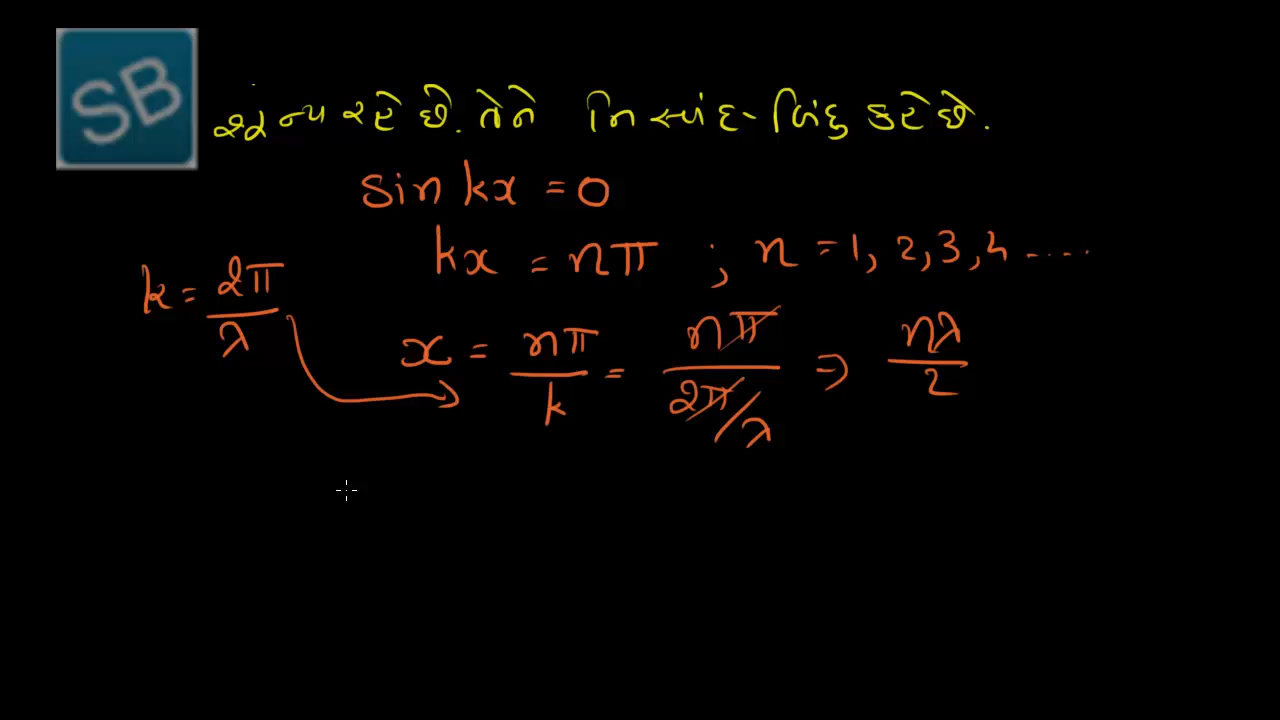 SB
રહે છે. તેને નિસ્પંદ-બિંદુ કહે છે.
sin kx = 0
kx = nπ ; n = 1, 2, 3, 4 ....
k = 2π/λ
x = nπ/k = nπ/(2π/λ) ⇒ nλ/2